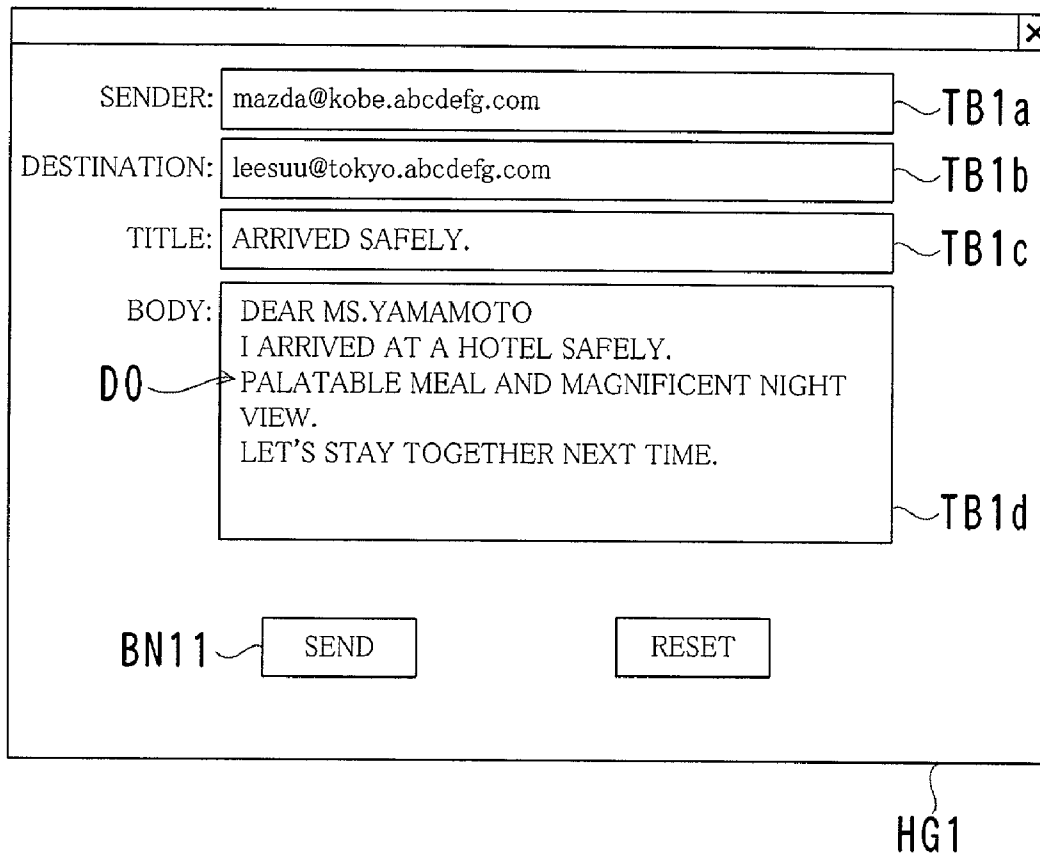 ×
SENDER: mazda@kobe.abcdefg.com TB1a
DESTINATION: leesuu@tokyo.abcdefg.com TB1b
TITLE: ARRIVED SAFELY. TB1c
BODY: DEAR MS.YAMAMOTO
I ARRIVED AT A HOTEL SAFELY.
D0 PALATABLE MEAL AND MAGNIFICENT NIGHT
VIEW.
LET'S STAY TOGETHER NEXT TIME.
TB1d
BN11 SEND RESET
HG1